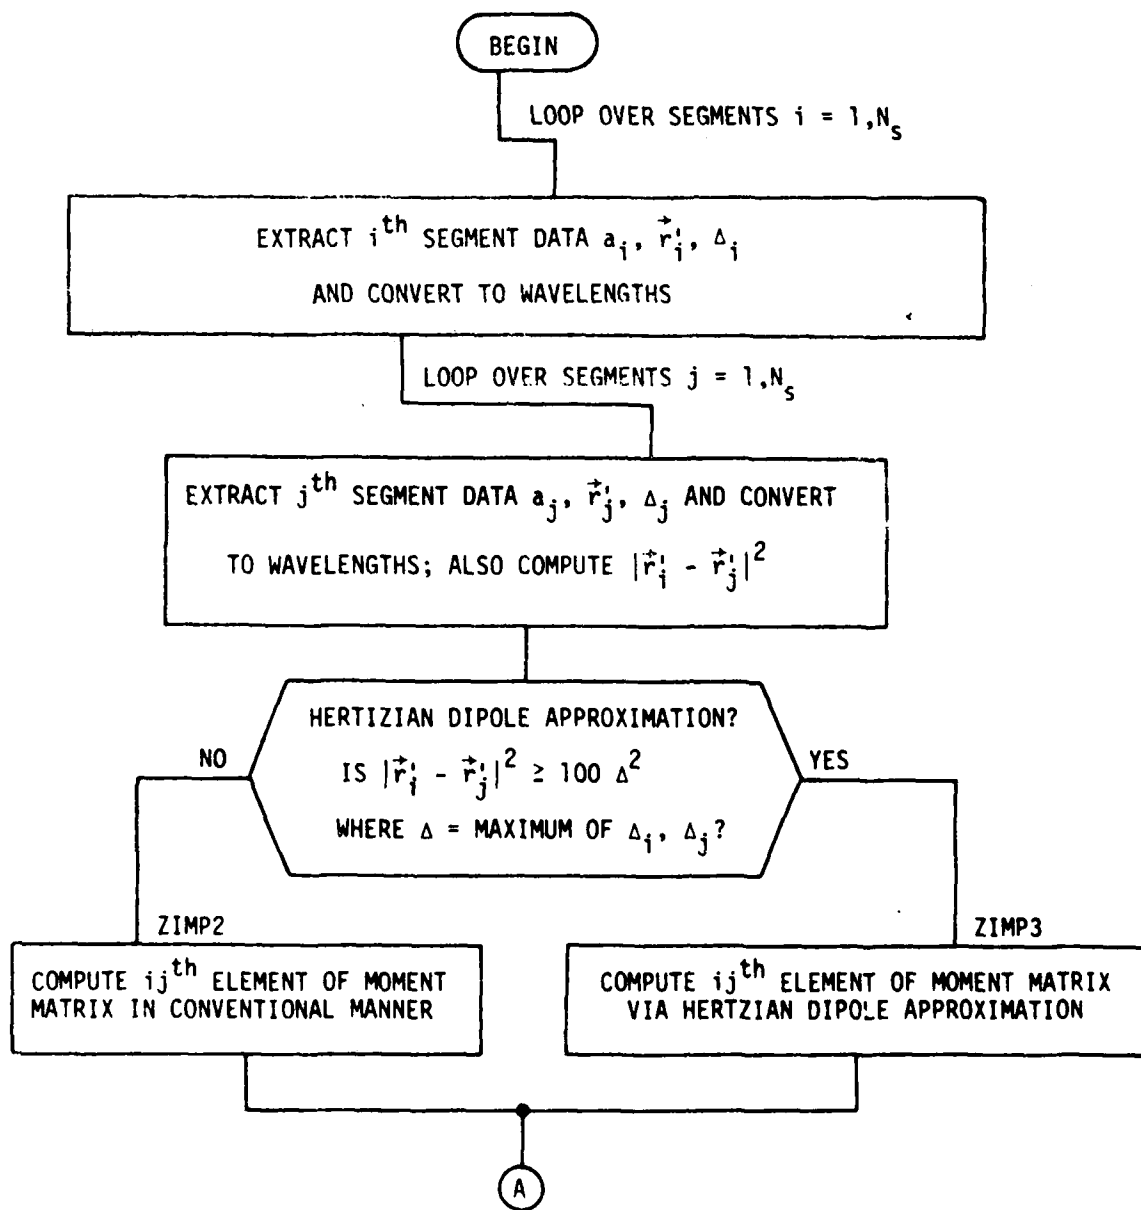 BEGIN
LOOP OVER SEGMENTS i = 1,N_s
EXTRACT i^th SEGMENT DATA a_i, r⃗'_i, Δ_i
AND CONVERT TO WAVELENGTHS
LOOP OVER SEGMENTS j = 1,N_s
EXTRACT j^th SEGMENT DATA a_j, r⃗'_j, Δ_j AND CONVERT
TO WAVELENGTHS; ALSO COMPUTE |r⃗'_i - r⃗'_j|^2
HERTIZIAN DIPOLE APPROXIMATION?
IS |r⃗'_i - r⃗'_j|^2 ≥ 100 Δ^2
WHERE Δ = MAXIMUM OF Δ_i, Δ_j?
NO
YES
ZIMP2
COMPUTE ij^th ELEMENT OF MOMENT
MATRIX IN CONVENTIONAL MANNER
ZIMP3
COMPUTE ij^th ELEMENT OF MOMENT MATRIX
VIA HERTZIAN DIPOLE APPROXIMATION
A